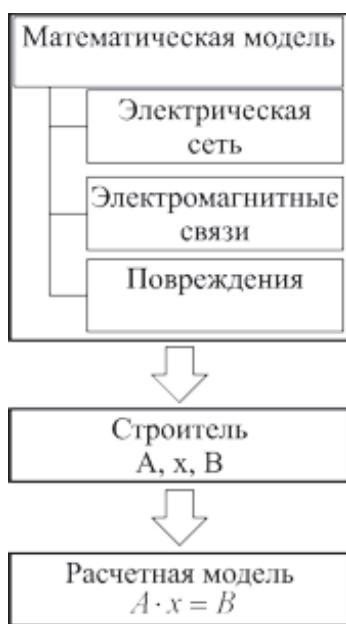 Математическая модель
Электрическая
сеть
Электромагнитные
связи
Повреждения
Строитель
A, x, B
Расчетная модель
A · x = B